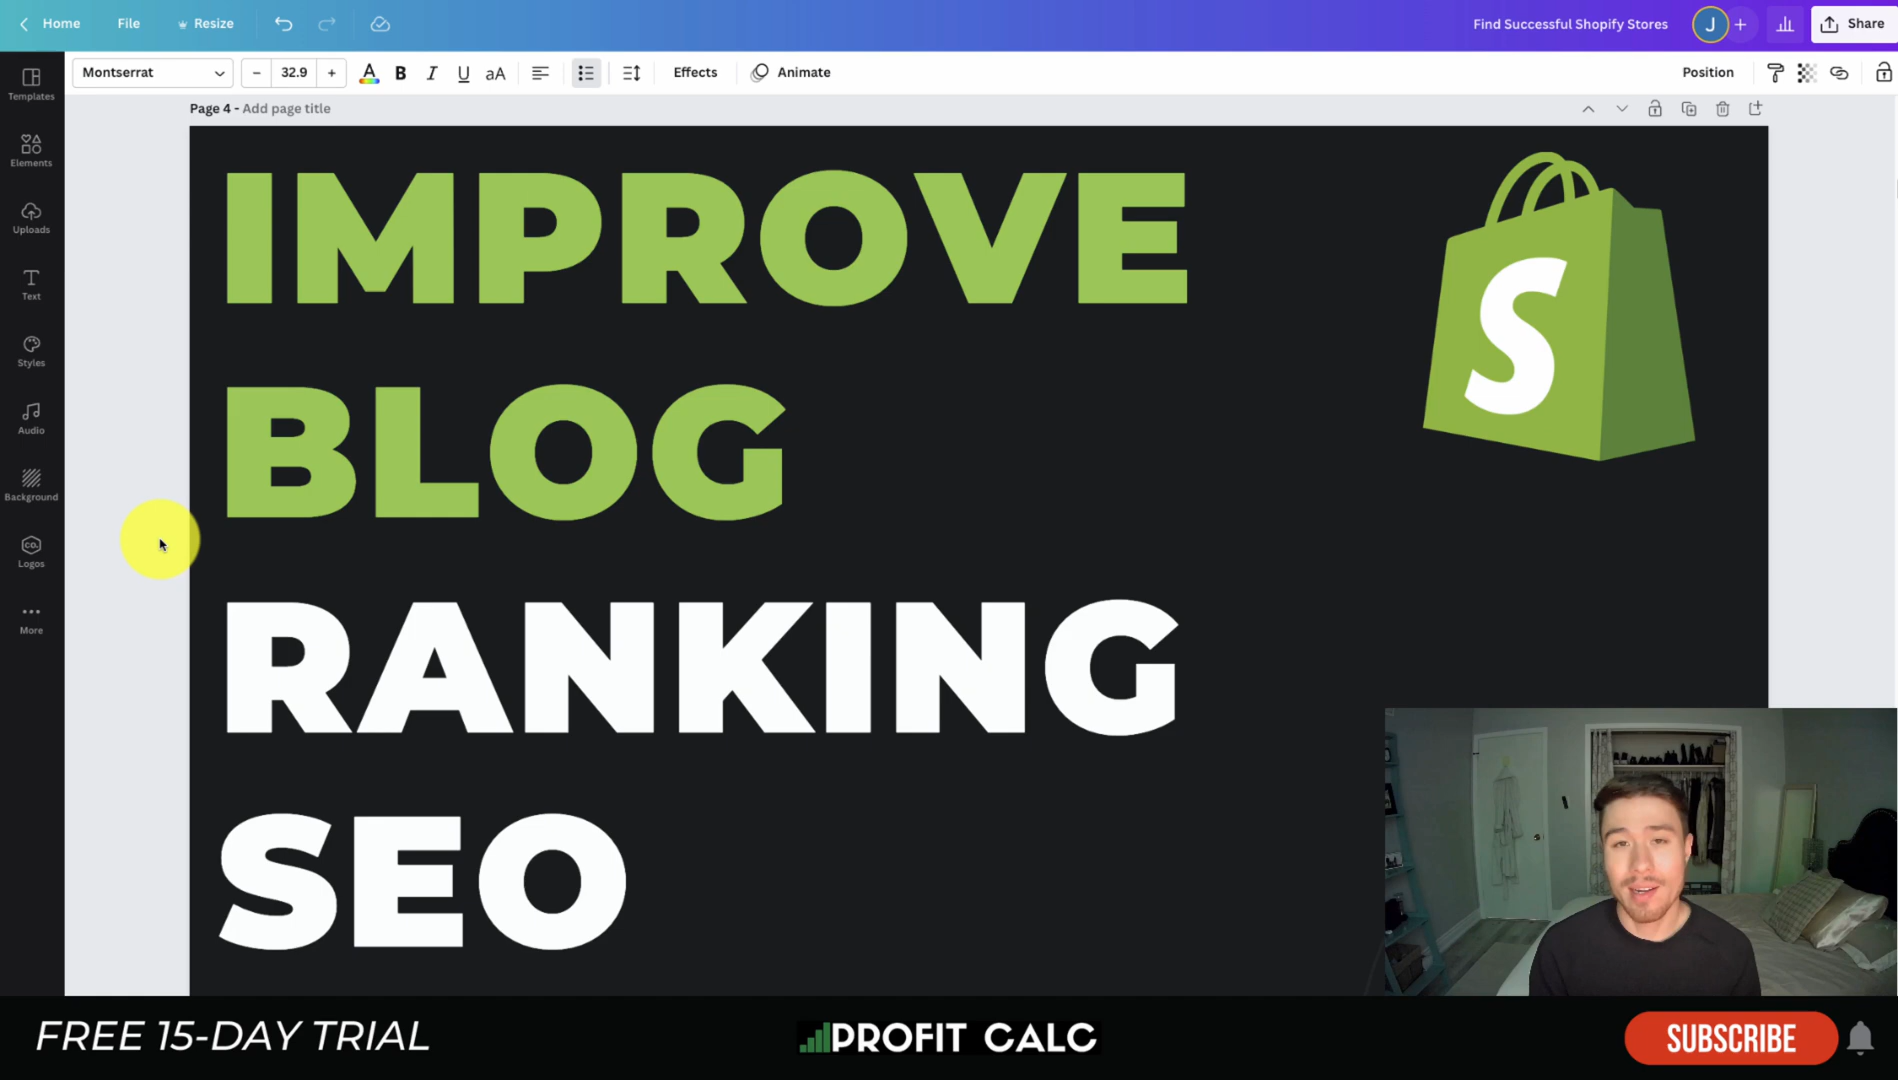 Home File Resize Find Successful Shopify Stores J + Share
Montserrat - 32.9 + A B I U aA Effects Animate Position
Templates
Elements
Uploads
Text
Styles
Audio
Background
CO.
Logos
More
Page 4 - Add page title
IMPROVE
BLOG
RANKING
SEO
S
FREE 15-DAY TRIAL PROFIT CALC SUBSCRIBE